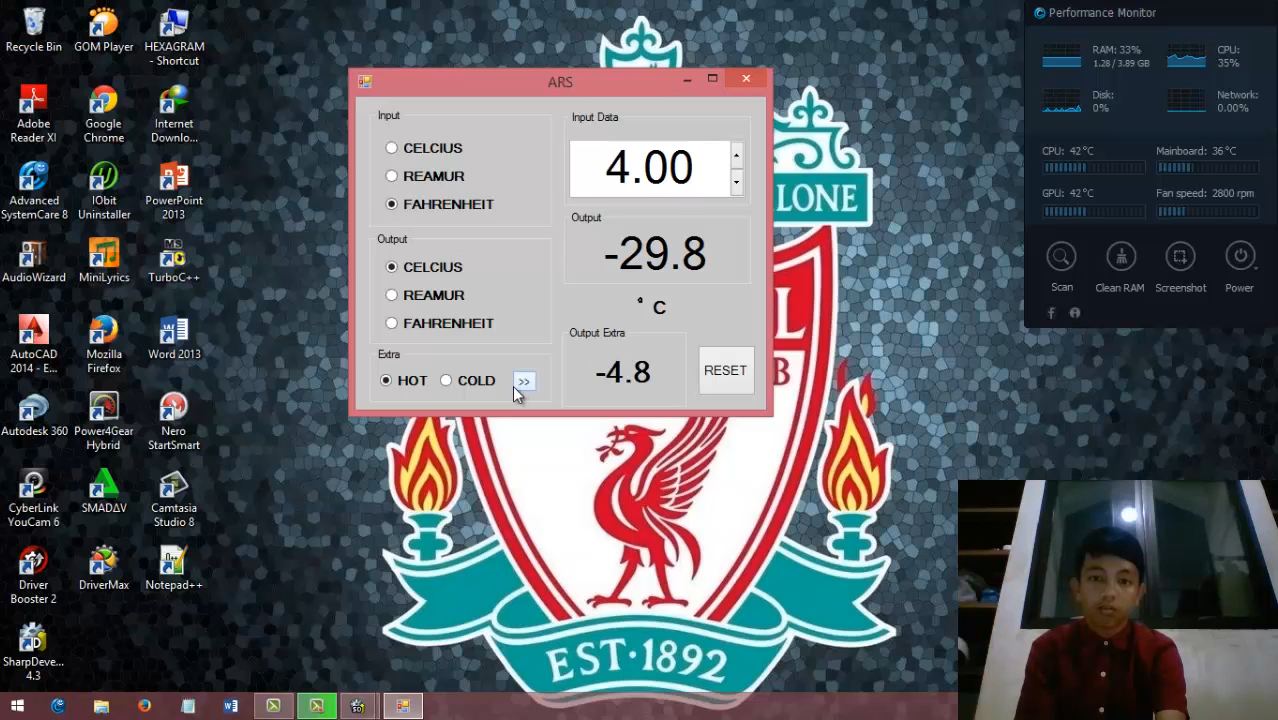 Recycle Bin
GOM Player
HEXAGRAM
- Shortcut
Adobe
Reader XI
Google
Chrome
Internet
Downlo...
Advanced
SystemCare 8
IObit
Uninstaller
PowerPoint
2013
AudioWizard
MiniLyrics
TurboC++
AutoCAD
2014 - E...
Mozilla
Firefox
Word 2013
Autodesk 360
Power4Gear
Hybrid
Nero
StartSmart
CyberLink
YouCam 6
SMADΔV
Camtasia
Studio 8
Driver
Booster 2
DriverMax
Notepad++
SharpDeve...
4.3
ARS
Input
CELCIUS
REAMUR
FAHRENHEIT
Output
CELCIUS
REAMUR
FAHRENHEIT
Extra
HOT
COLD
>>
Input Data
4.00
Output
-29.8
° C
Output Extra
-4.8
RESET
LONE
L
B
EST·1892
Performance Monitor
RAM: 33%
1.28 / 3.89 GB
CPU:
35%
Disk:
0%
Network:
0.00%
CPU: 42°C
Mainboard: 36°C
GPU: 42°C
Fan speed: 2800 rpm
Scan
Clean RAM
Screenshot
Power